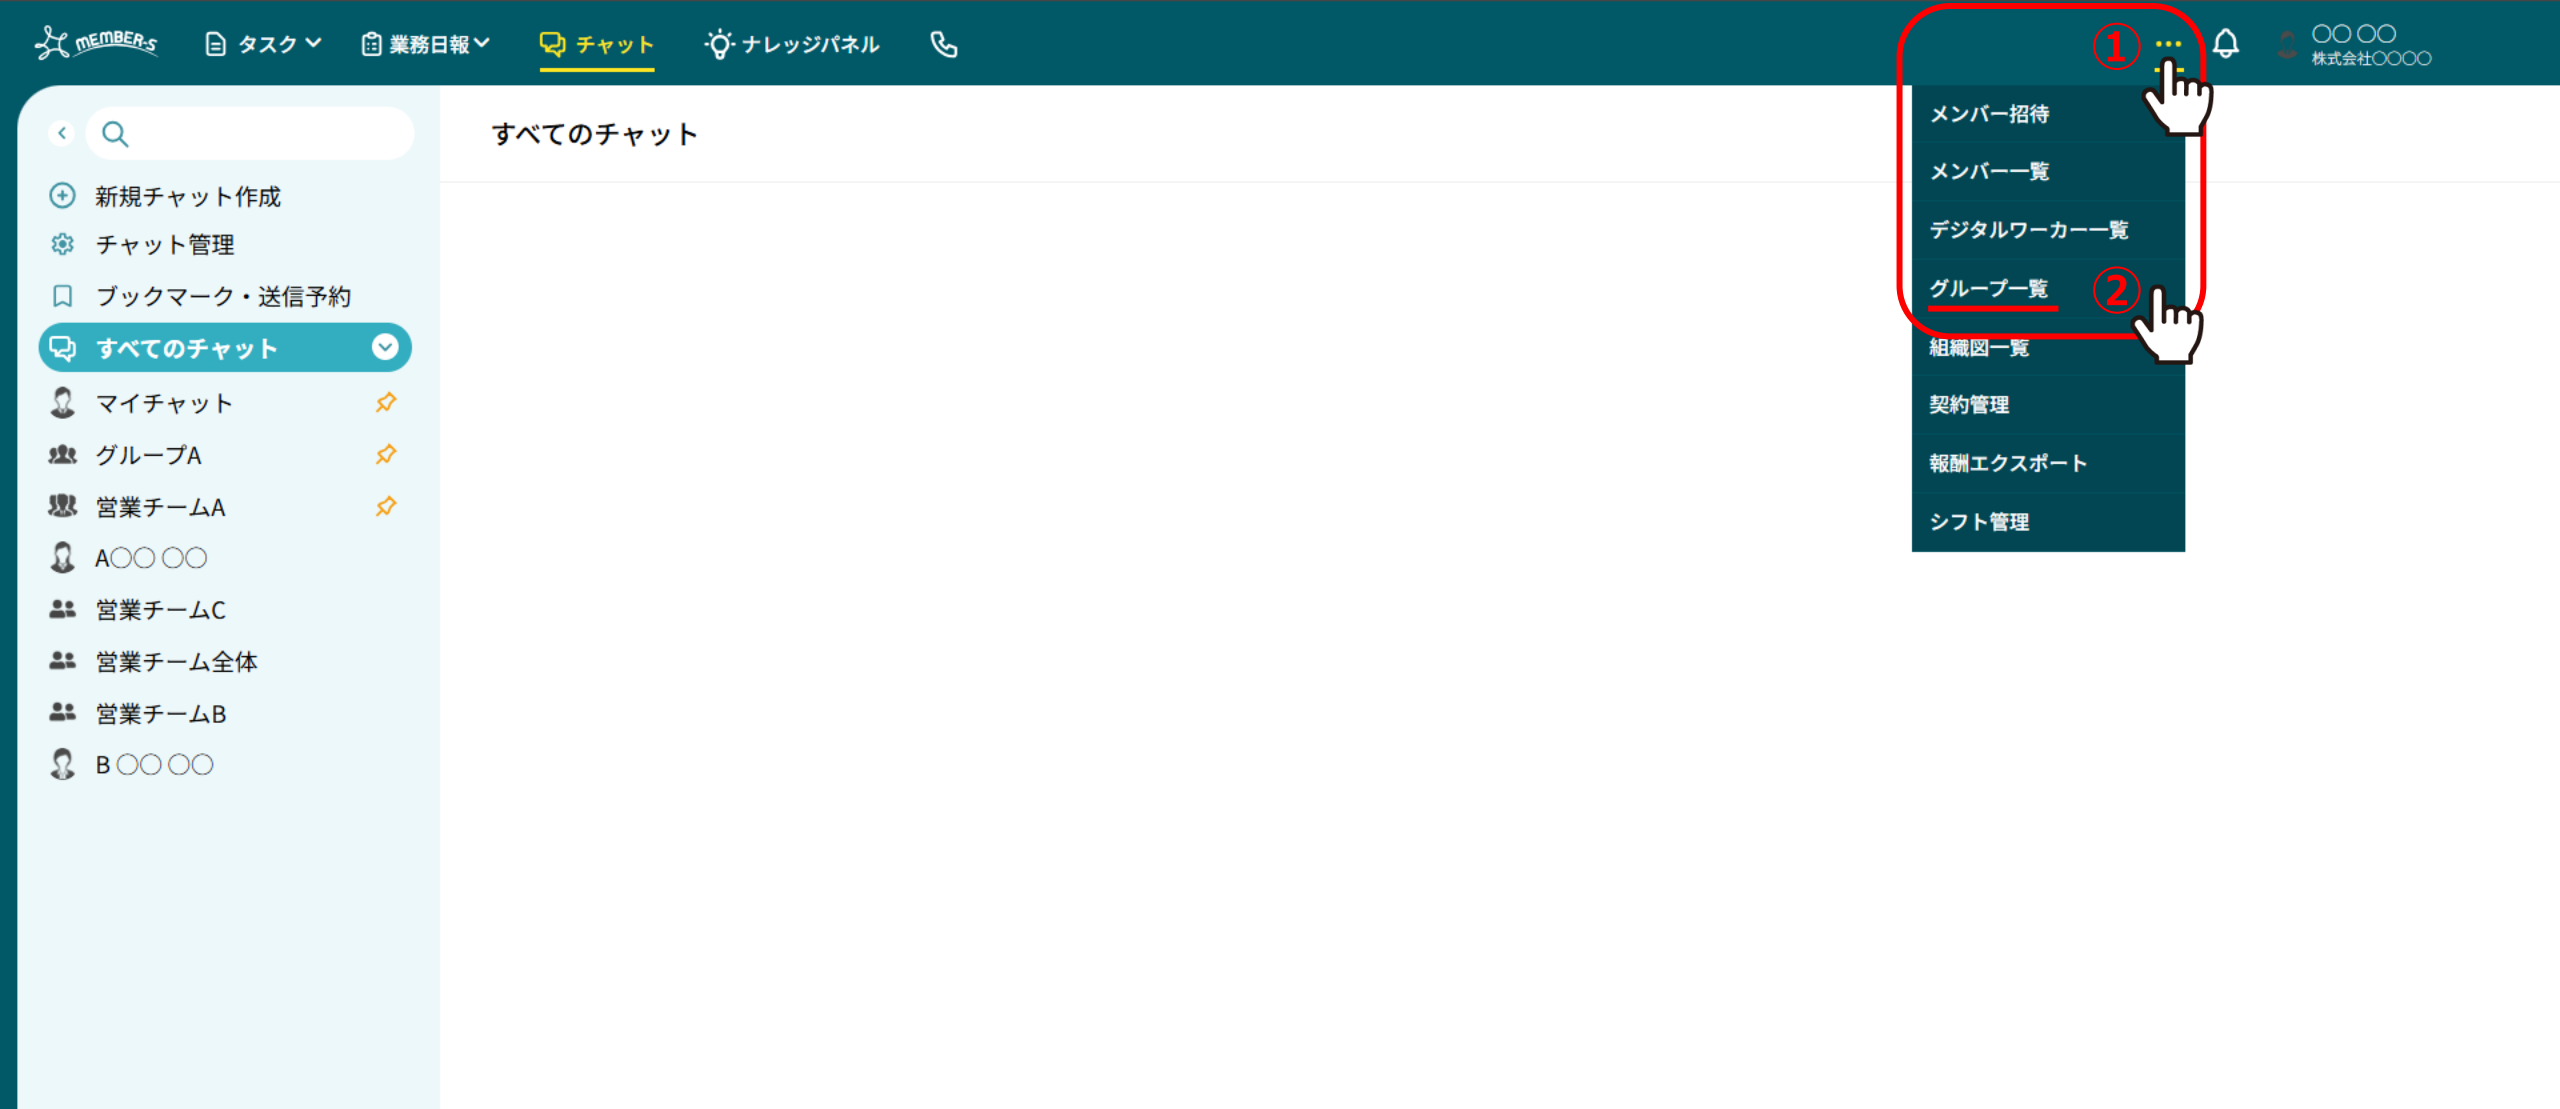 MEMBER-S
タスク
業務日報
チャット
ナレッジパネル
①
〇〇 〇〇
株式会社〇〇〇〇
すべてのチャット
新規チャット作成
チャット管理
ブックマーク・送信予約
すべてのチャット
マイチャット
グループA
営業チームA
A〇〇 〇〇
営業チームC
営業チーム全体
営業チームB
B 〇〇 〇〇
メンバー招待
メンバー一覧
デジタルワーカー一覧
グループ一覧 ②
組織図一覧
契約管理
報酬エクスポート
シフト管理